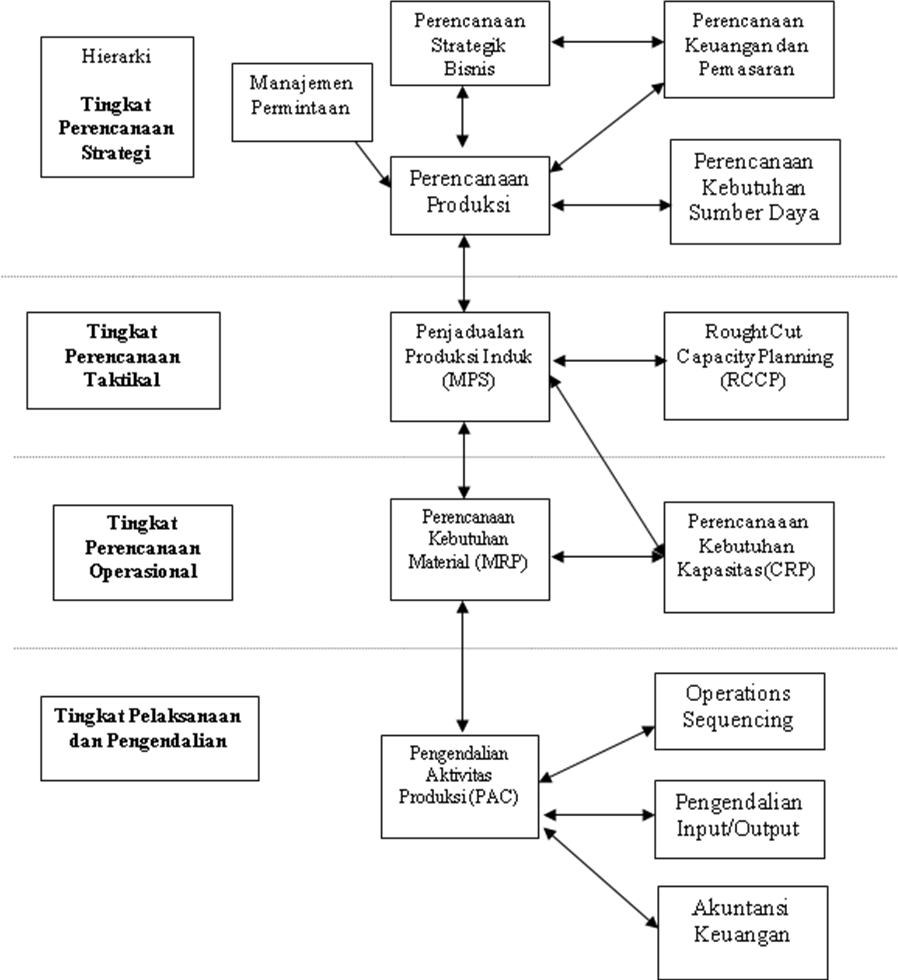 Hierarki
Tingkat
Perencanaan
Strategi
Manajemen
Permintaan
Perencanaan
Strategik
Bisnis
Perencanaan
Keuangan dan
Pemasaran
Perencanaan
Produksi
Perencanaan
Kebutuhan
Sumber Daya
Tingkat
Perencanaan
Taktikal
Penjadualan
Produksi Induk
(MPS)
Rought Cut
Capacity Planning
(RCCP)
Tingkat
Perencanaan
Operasional
Perencanaan
Kebutuhan
Material (MRP)
Perencanaaan
Kebutuhan
Kapasitas (CRP)
Tingkat Pelaksanaan
dan Pengendalian
Pengendalian
Aktivitas
Produksi (PAC)
Operations
Sequencing
Pengendalian
Input/Output
Akuntansi
Keuangan